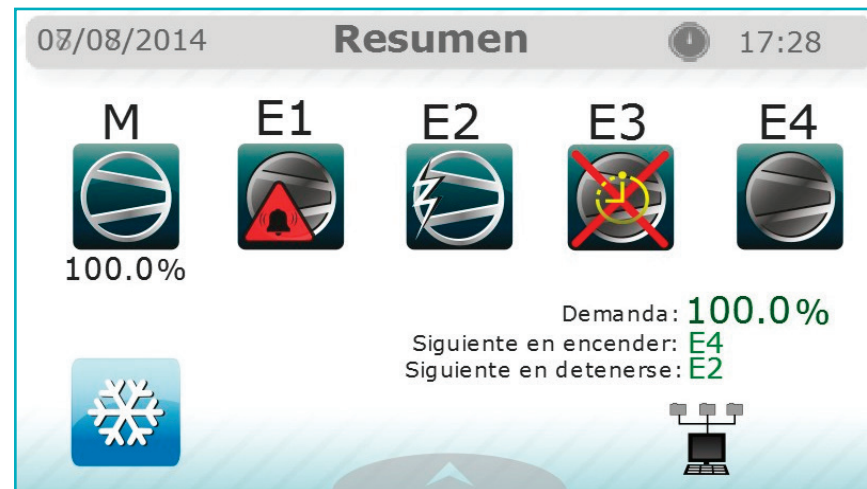 07/08/2014 Resumen 17:28
M E1 E2 E3 E4
100.0%
Demanda: 100.0%
Siguiente en encender: E4
Siguiente en detenerse: E2